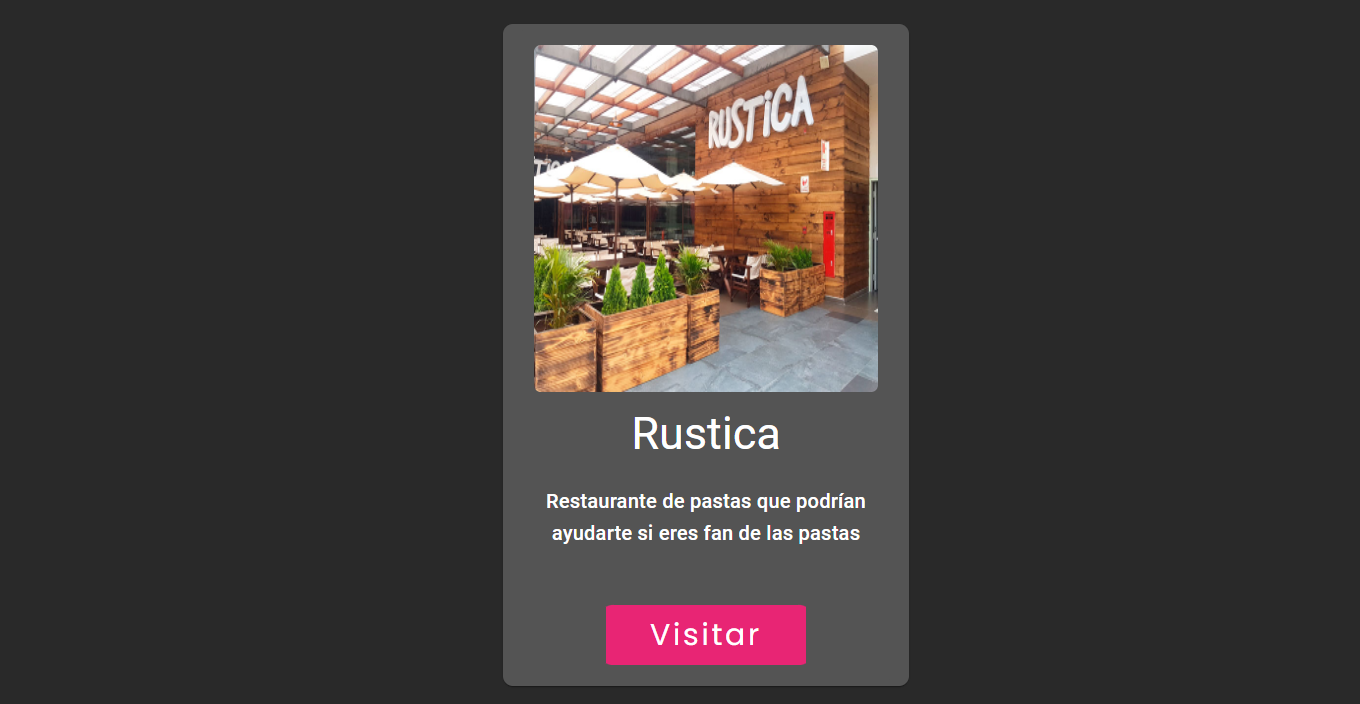 RUSTiCA
Rustica
Restaurante de pastas que podrían
ayudarte si eres fan de las pastas
Visitar